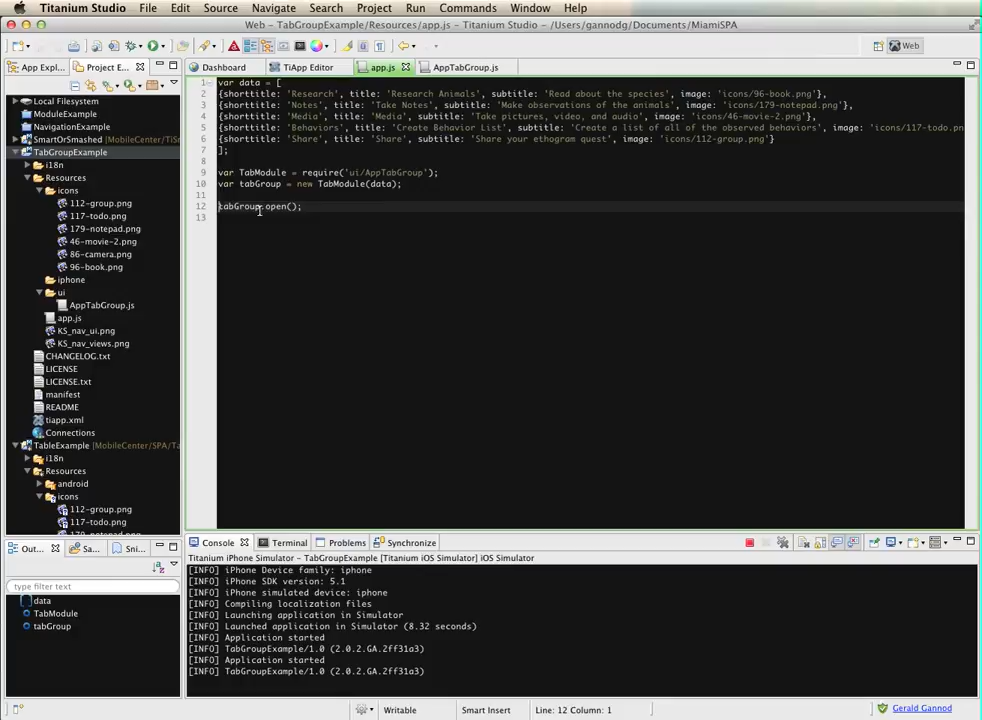 Titanium Studio File Edit Source Navigate Search Project Run Commands Window Help
Web - TabGroupExample/Resources/app.js - Titanium Studio - /Users/gannodg/Documents/MiamiSPA
Web
App Expl... Project E...
Dashboard TiApp Editor app.js AppTabGroup.js
Local Filesystem
ModuleExample
NavigationExample
SmartOrSmashed [MobileCenter/TiS
TabGroupExample
i18n
Resources
icons
112-group.png
117-todo.png
179-notepad.png
46-movie-2.png
86-camera.png
96-book.png
iphone
ui
AppTabGroup.js
app.js
KS_nav_ui.png
KS_nav_views.png
CHANGELOG.txt
LICENSE
LICENSE.txt
manifest
README
tiapp.xml
Connections
TableExample [MobileCenter/SPA/Ta
i18n
Resources
android
icons
112-group.png
117-todo.png
179-notepad.png
1 var data = [
2 {shorttitle: 'Research', title: 'Research Animals', subtitle: 'Read about the species', image: 'icons/96-book.png'},
3 {shorttitle: 'Notes', title: 'Take Notes', subtitle: 'Make observations of the animals', image: 'icons/179-notepad.png'},
4 {shorttitle: 'Media', title: 'Media', subtitle: 'Take pictures, video, and audio', image: 'icons/46-movie-2.png'},
5 {shorttitle: 'Behaviors', title: 'Create Behavior List', subtitle: 'Create a list of all of the observed behaviors', image: 'icons/117-todo.pn
6 {shorttitle: 'Share', title: 'Share', subtitle: 'Share your ethogram quest', image: 'icons/112-group.png'}
7 ];
8
9 var TabModule = require('ui/AppTabGroup');
10 var tabGroup = new TabModule(data);
11
12 tabGroup.open();
13
Out... Sa... Sni...
type filter text
data
TabModule
tabGroup
Console Terminal Problems Synchronize
Titanium iPhone Simulator - TabGroupExample [Titanium iOS Simulator] iOS Simulator
[INFO] iPhone Device family: iphone
[INFO] iPhone SDK version: 5.1
[INFO] iPhone simulated device: iphone
[INFO] Compiling localization files
[INFO] Launching application in Simulator
[INFO] Launched application in Simulator (8.32 seconds)
[INFO] Application started
[INFO] TabGroupExample/1.0 (2.0.2.GA.2ff31a3)
[INFO] Application started
[INFO] TabGroupExample/1.0 (2.0.2.GA.2ff31a3)
Writable Smart Insert Line: 12 Column: 1 Gerald Gannod